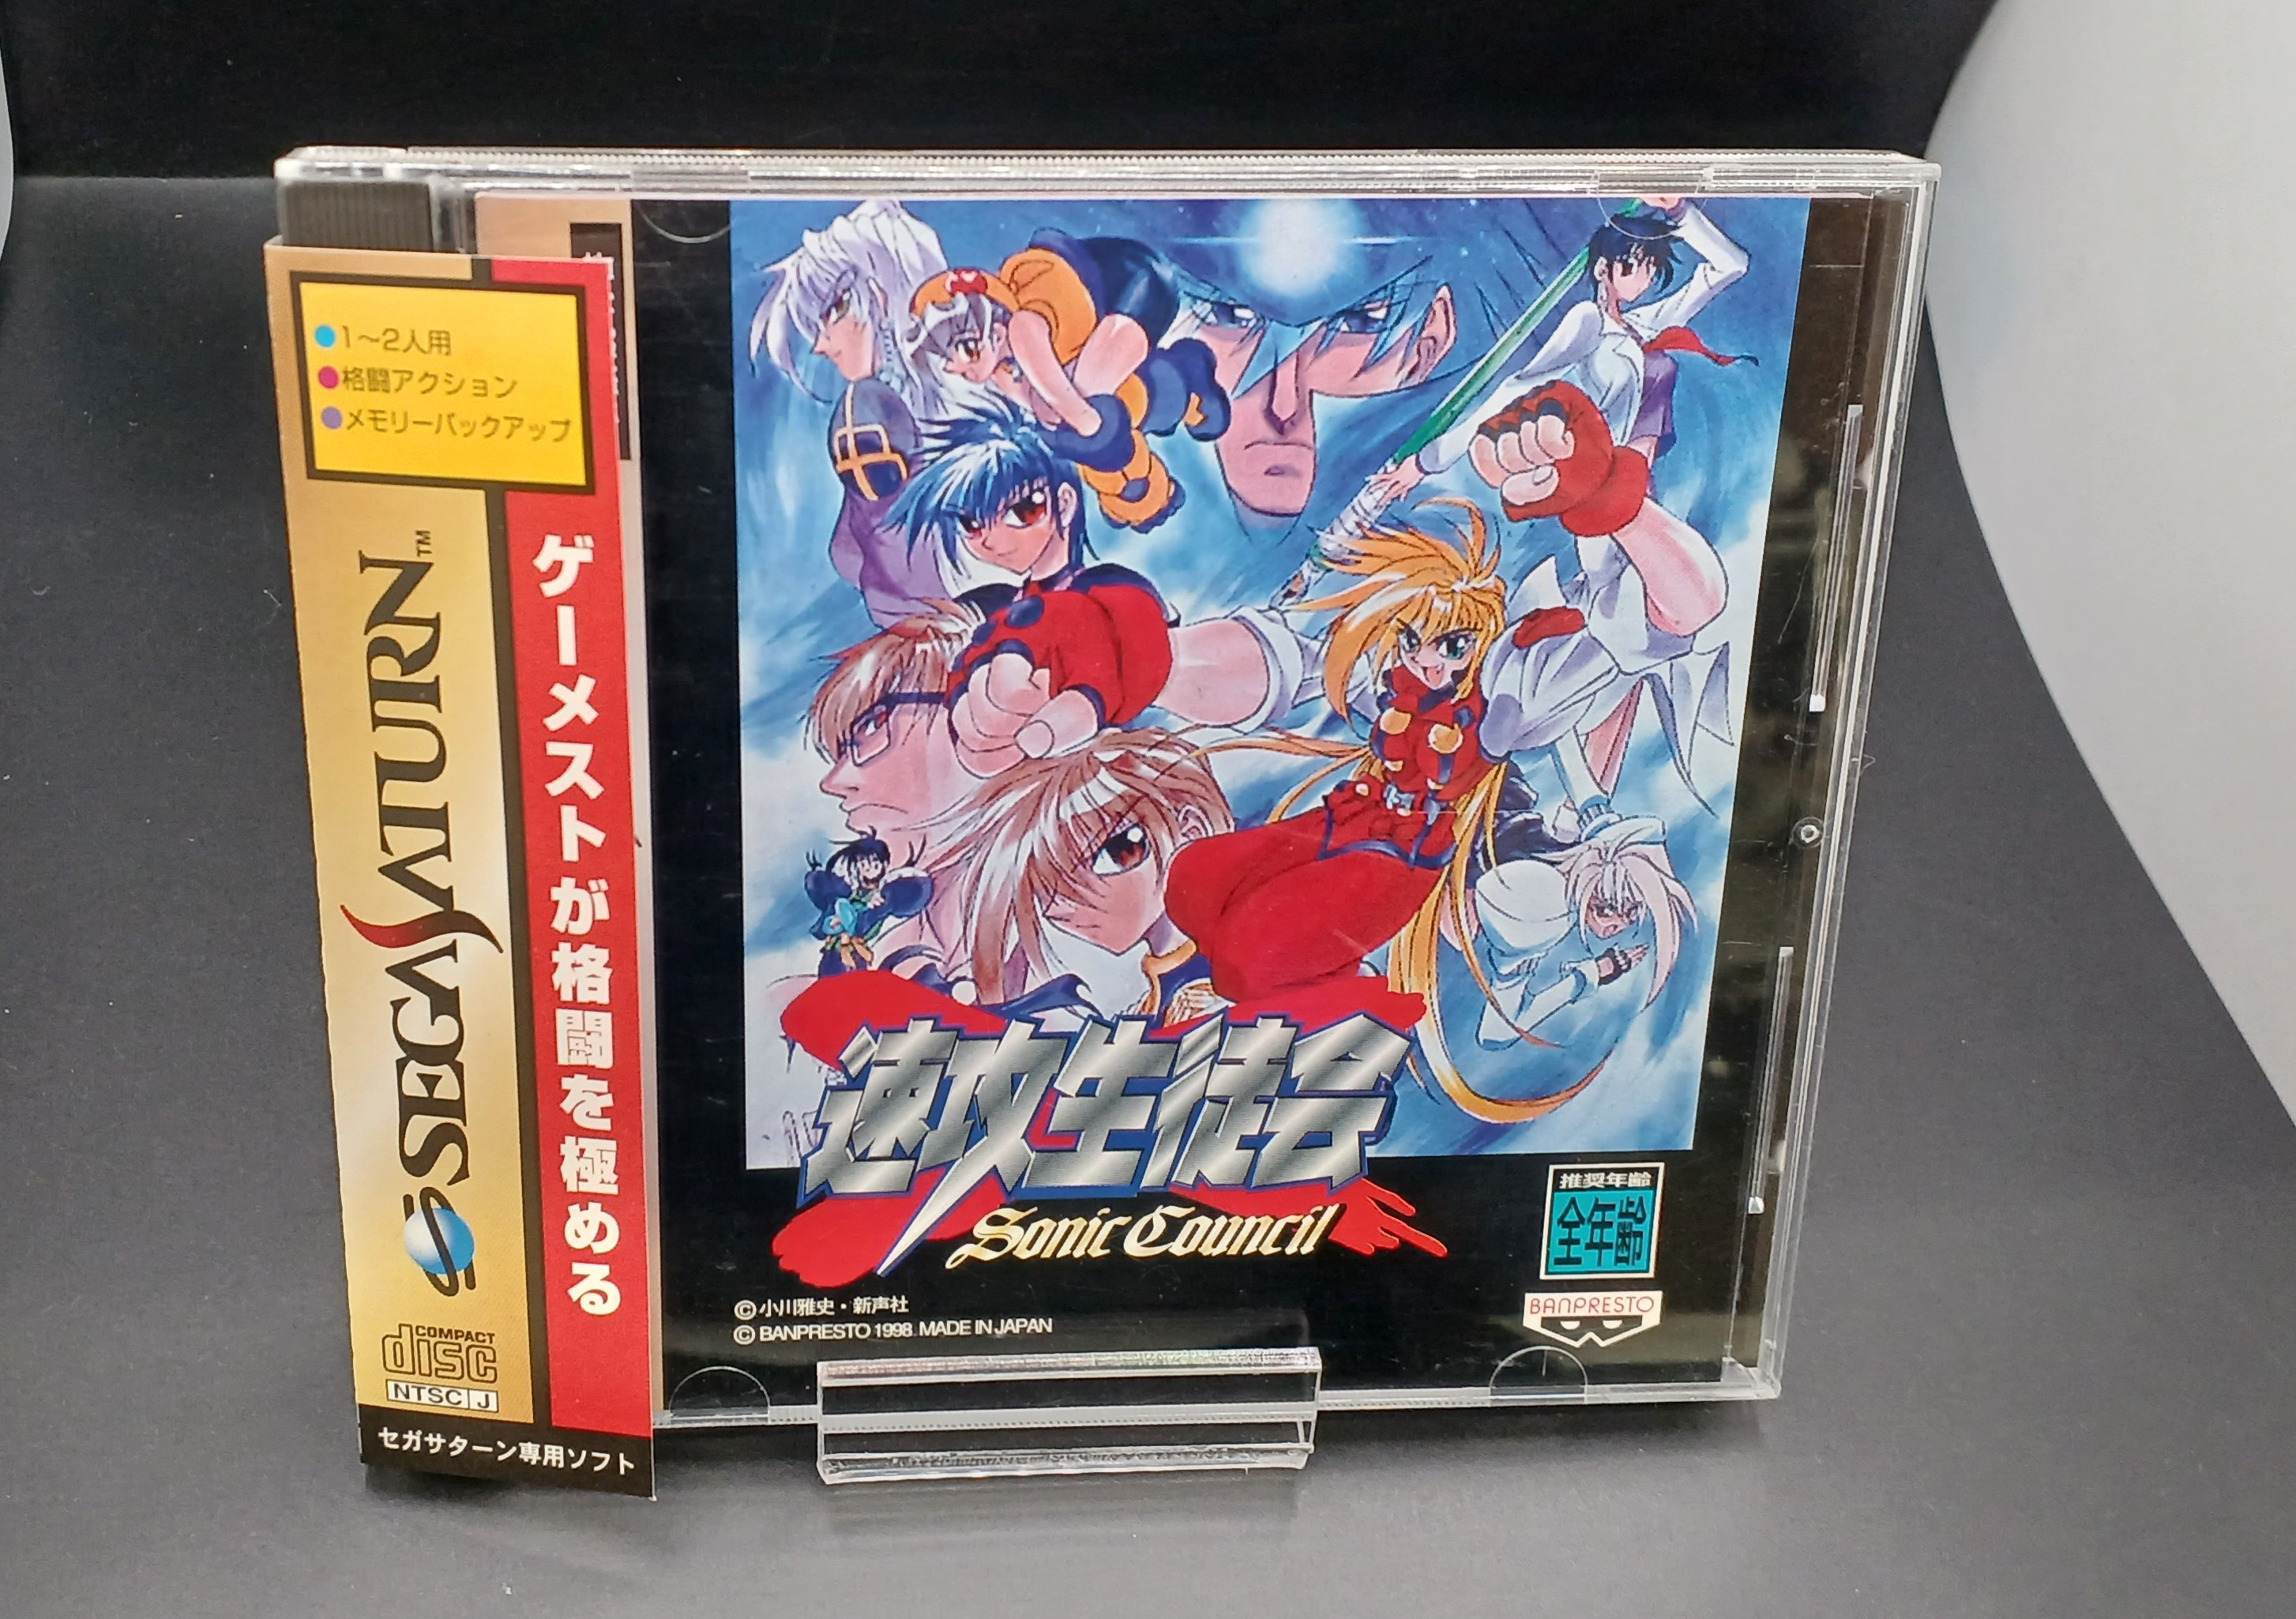 1〜2人用
格闘アクション
メモリーバックアップ
SEGA SATURN™
ゲーメストが格闘を極める
COMPACT
disc
NTSC J
セガサターン専用ソフト
速攻生徒会
Sonic Council
推奨年齢
全年齢
BANPRESTO
©小川雅史・新声社
©BANPRESTO 1998 MADE IN JAPAN